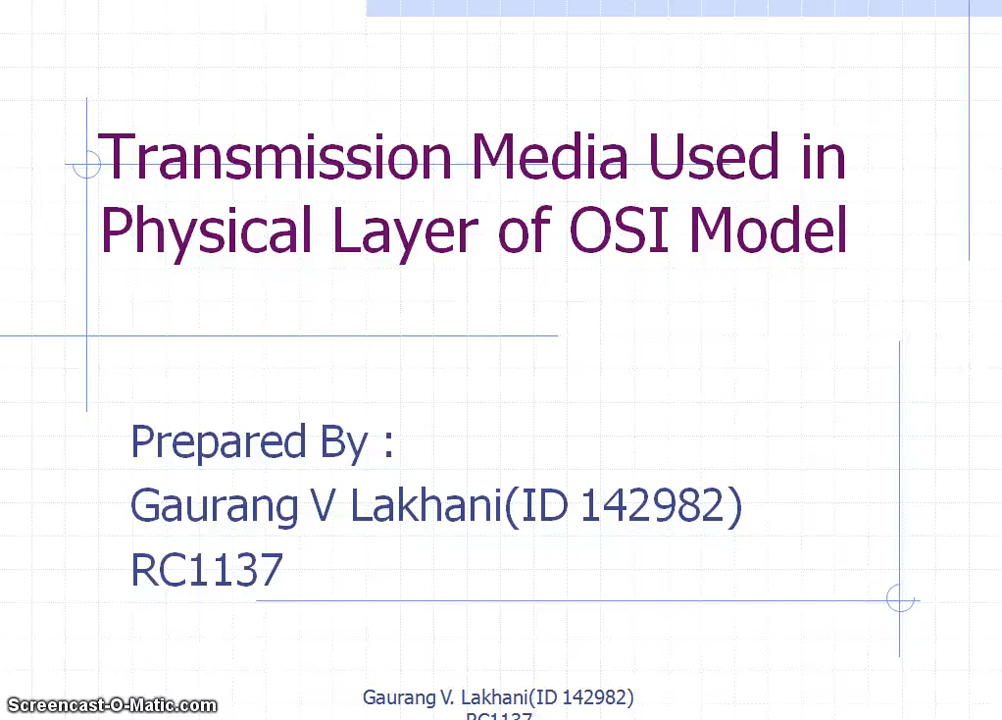 Transmission Media Used in
Physical Layer of OSI Model
Prepared By :
Gaurang V Lakhani(ID 142982)
RC1137
Gaurang V. Lakhani(ID 142982)
RC1137
Screencast-O-Matic.com